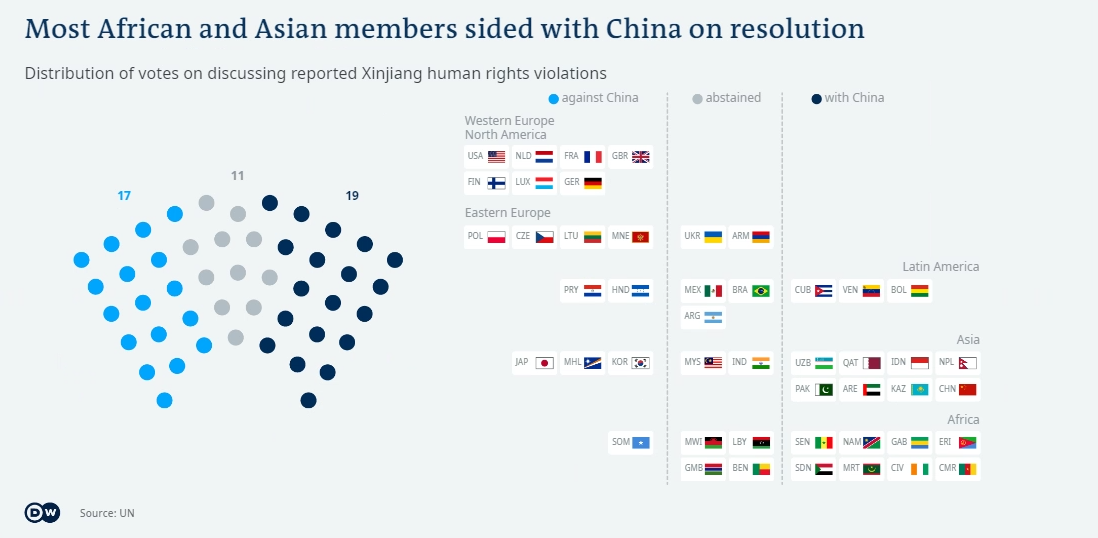 Most African and Asian members sided with China on resolution
Distribution of votes on discussing reported Xinjiang human rights violations
against China abstained with China
Western Europe
North America
USA NLD FRA GBR
FIN LUX GER
Eastern Europe
POL CZE LTU MNE UKR ARM
Latin America
PRY HND MEX BRA CUB VEN BOL
ARG
Asia
JAP MHL KOR MYS IND UZB QAT IDN NPL
PAK ARE KAZ CHN
Africa
SOM MWI LBY SEN NAM GAB ERI
GMB BEN SDN MRT CIV CMR
11
17 19
DW Source: UN